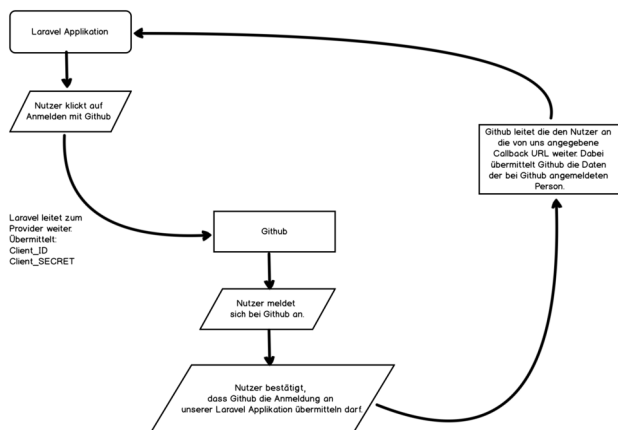 Laravel Applikation
Nutzer klickt auf
Anmelden mit Github
Laravel leitet zum
Provider weiter.
Übermittelt:
Client_ID
Client_SECRET
Github
Nutzer meldet
sich bei Github an.
Nutzer bestätigt,
dass Github die Anmeldung an
unserer Laravel Applikation übermitteln darf.
Github leitet die den Nutzer an
die von uns angegebene
Callback URL weiter. Dabei
übermittelt Github die Daten
der bei Github angemeldeten
Person.